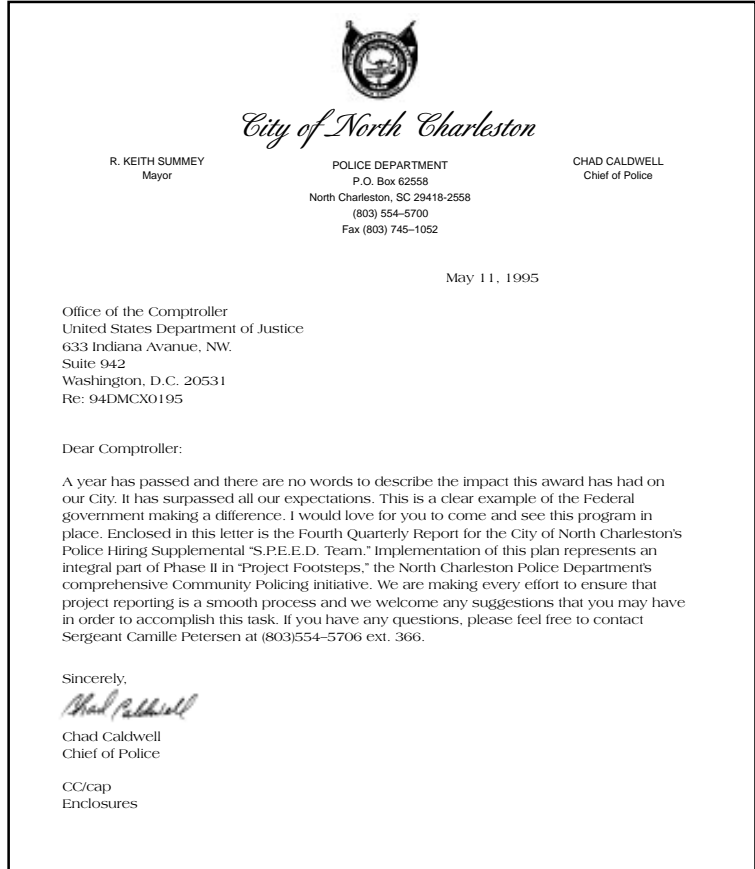 City of North Charleston
R. KEITH SUMMEY
Mayor
POLICE DEPARTMENT
P.O. Box 62558
North Charleston, SC 29418-2558
(803) 554–5700
Fax (803) 745–1052
CHAD CALDWELL
Chief of Police
May 11, 1995
Office of the Comptroller
United States Department of Justice
633 Indiana Avanue, NW.
Suite 942
Washington, D.C. 20531
Re: 94DMCX0195
Dear Comptroller:
A year has passed and there are no words to describe the impact this award has had on
our City. It has surpassed all our expectations. This is a clear example of the Federal
government making a difference. I would love for you to come and see this program in
place. Enclosed in this letter is the Fourth Quarterly Report for the City of North Charleston's
Police Hiring Supplemental “S.P.E.E.D. Team.” Implementation of this plan represents an
integral part of Phase II in “Project Footsteps,” the North Charleston Police Department's
comprehensive Community Policing initiative. We are making every effort to ensure that
project reporting is a smooth process and we welcome any suggestions that you may have
in order to accomplish this task. If you have any questions, please feel free to contact
Sergeant Camille Petersen at (803)554–5706 ext. 366.
Sincerely,
Chad Caldwell
Chad Caldwell
Chief of Police
CC/cap
Enclosures